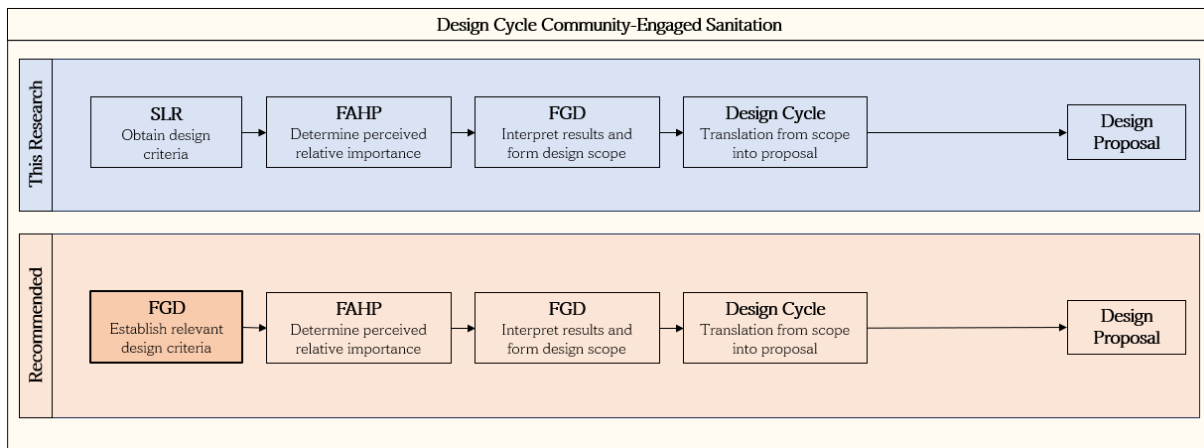 Design Cycle Community-Engaged Sanitation
This Research
SLR
Obtain design
criteria
FAHP
Determine perceived
relative importance
FGD
Interpret results and
form design scope
Design Cycle
Translation from scope
into proposal
Design
Proposal
Recommended
FGD
Establish relevant
design criteria
FAHP
Determine perceived
relative importance
FGD
Interpret results and
form design scope
Design Cycle
Translation from scope
into proposal
Design
Proposal